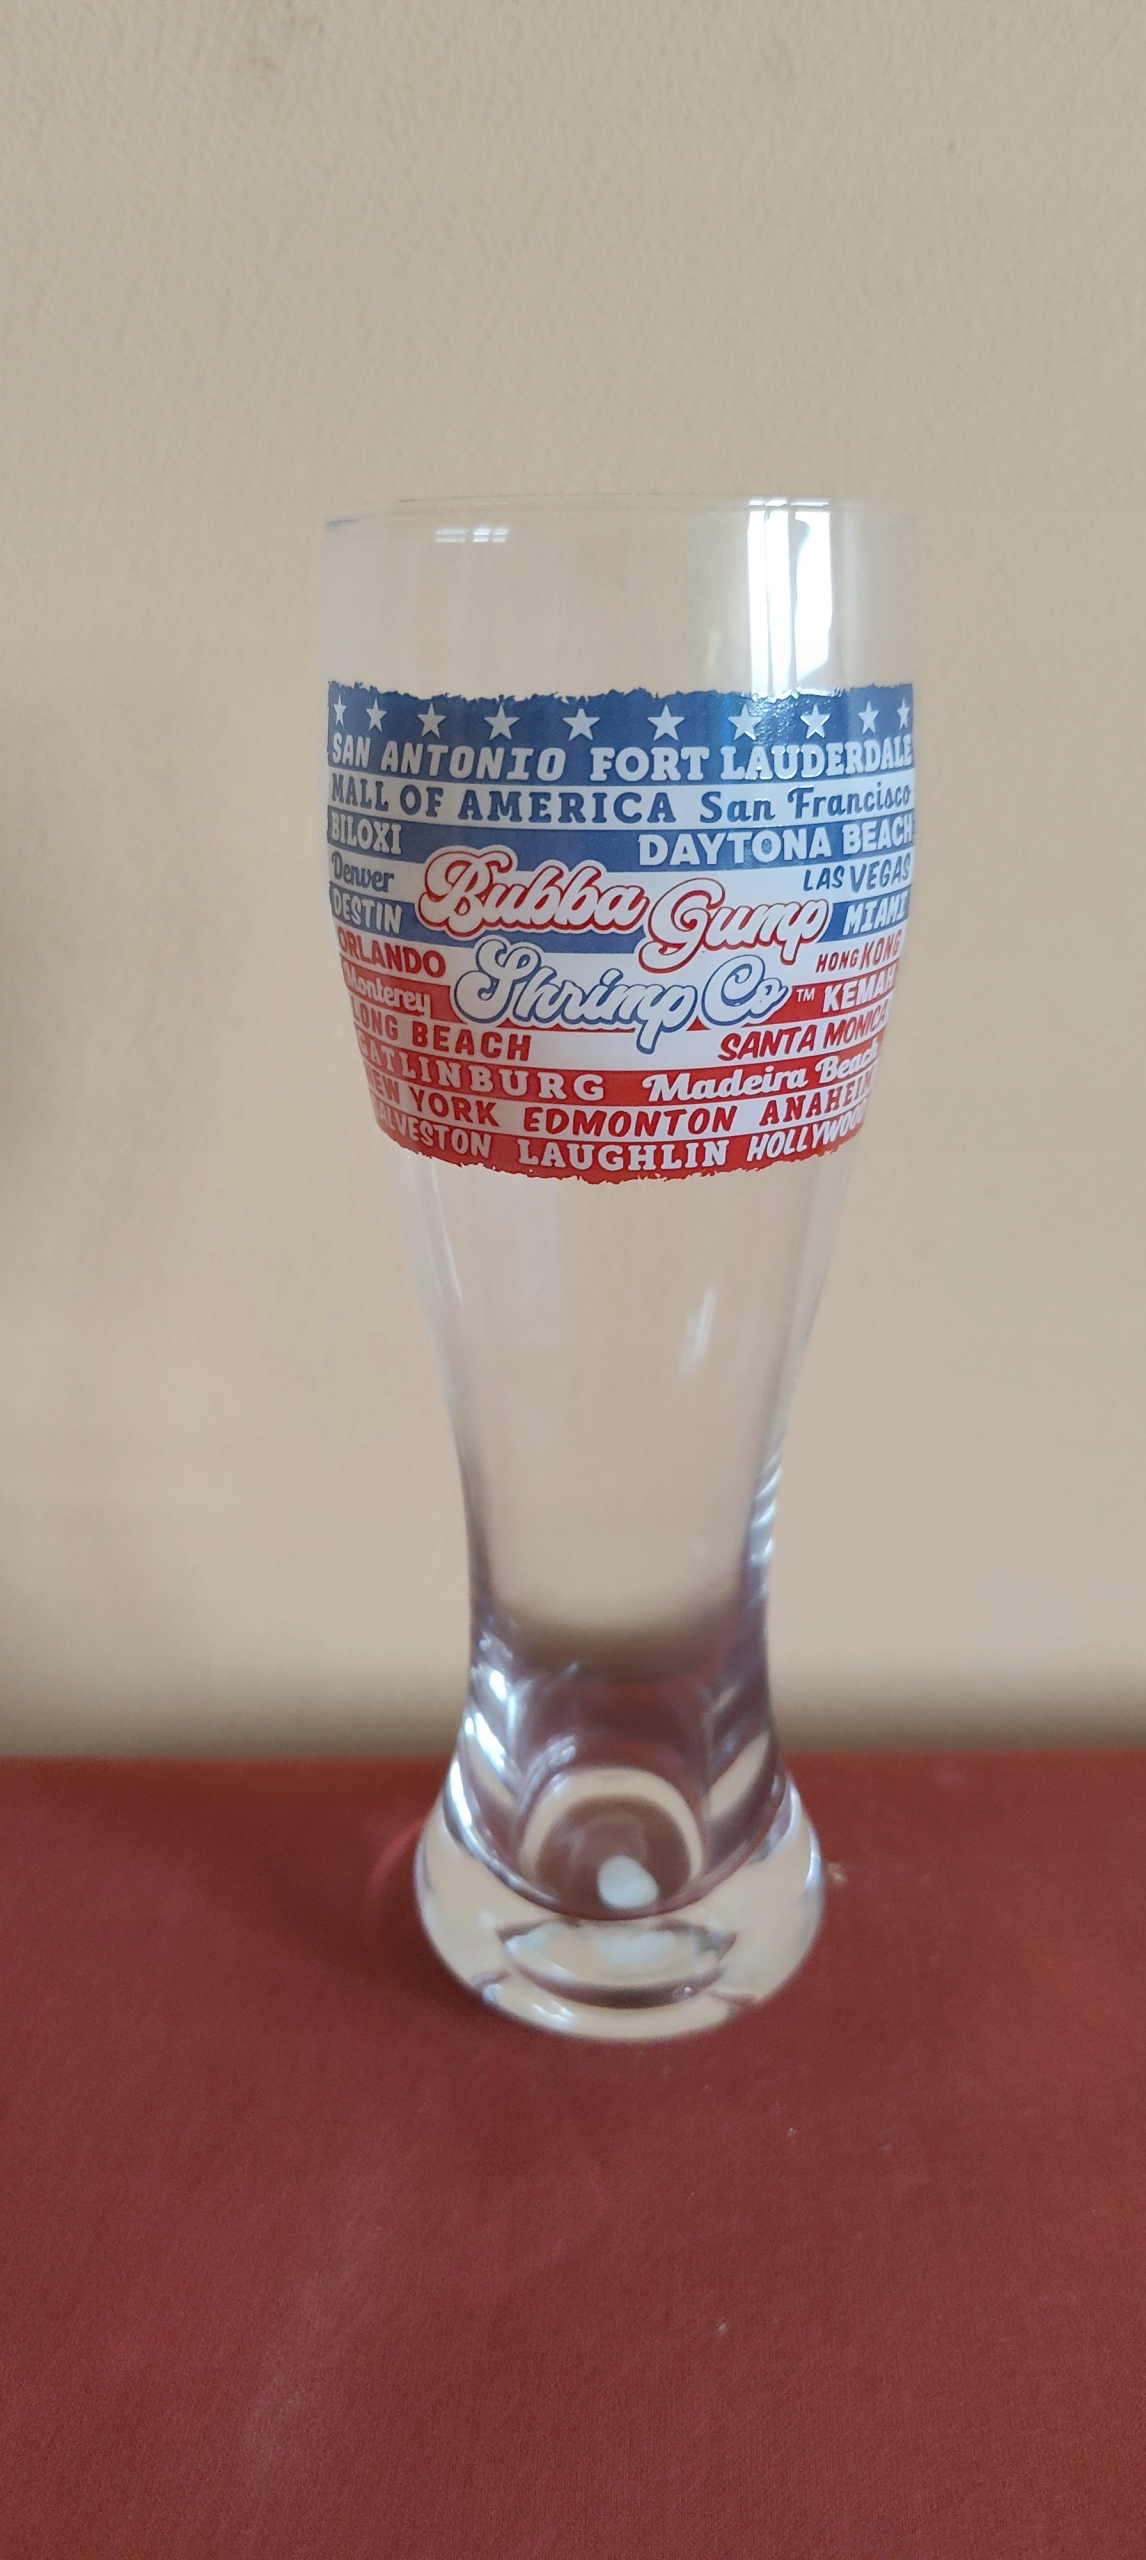 SAN ANTONIO FORT LAUDERDALE
MALL OF AMERICA San Francisco
BILOXI DAYTONA BEACH
Denver Bubba Gump LAS VEGAS
DESTIN MIAMI
ORLANDO Shrimp Co ™ HONG KONG
Monterey KEMAH
LONG BEACH SANTA MONICA
GATLINBURG Madeira Beach
NEW YORK EDMONTON ANAHEIM
GALVESTON LAUGHLIN HOLLYWOOD